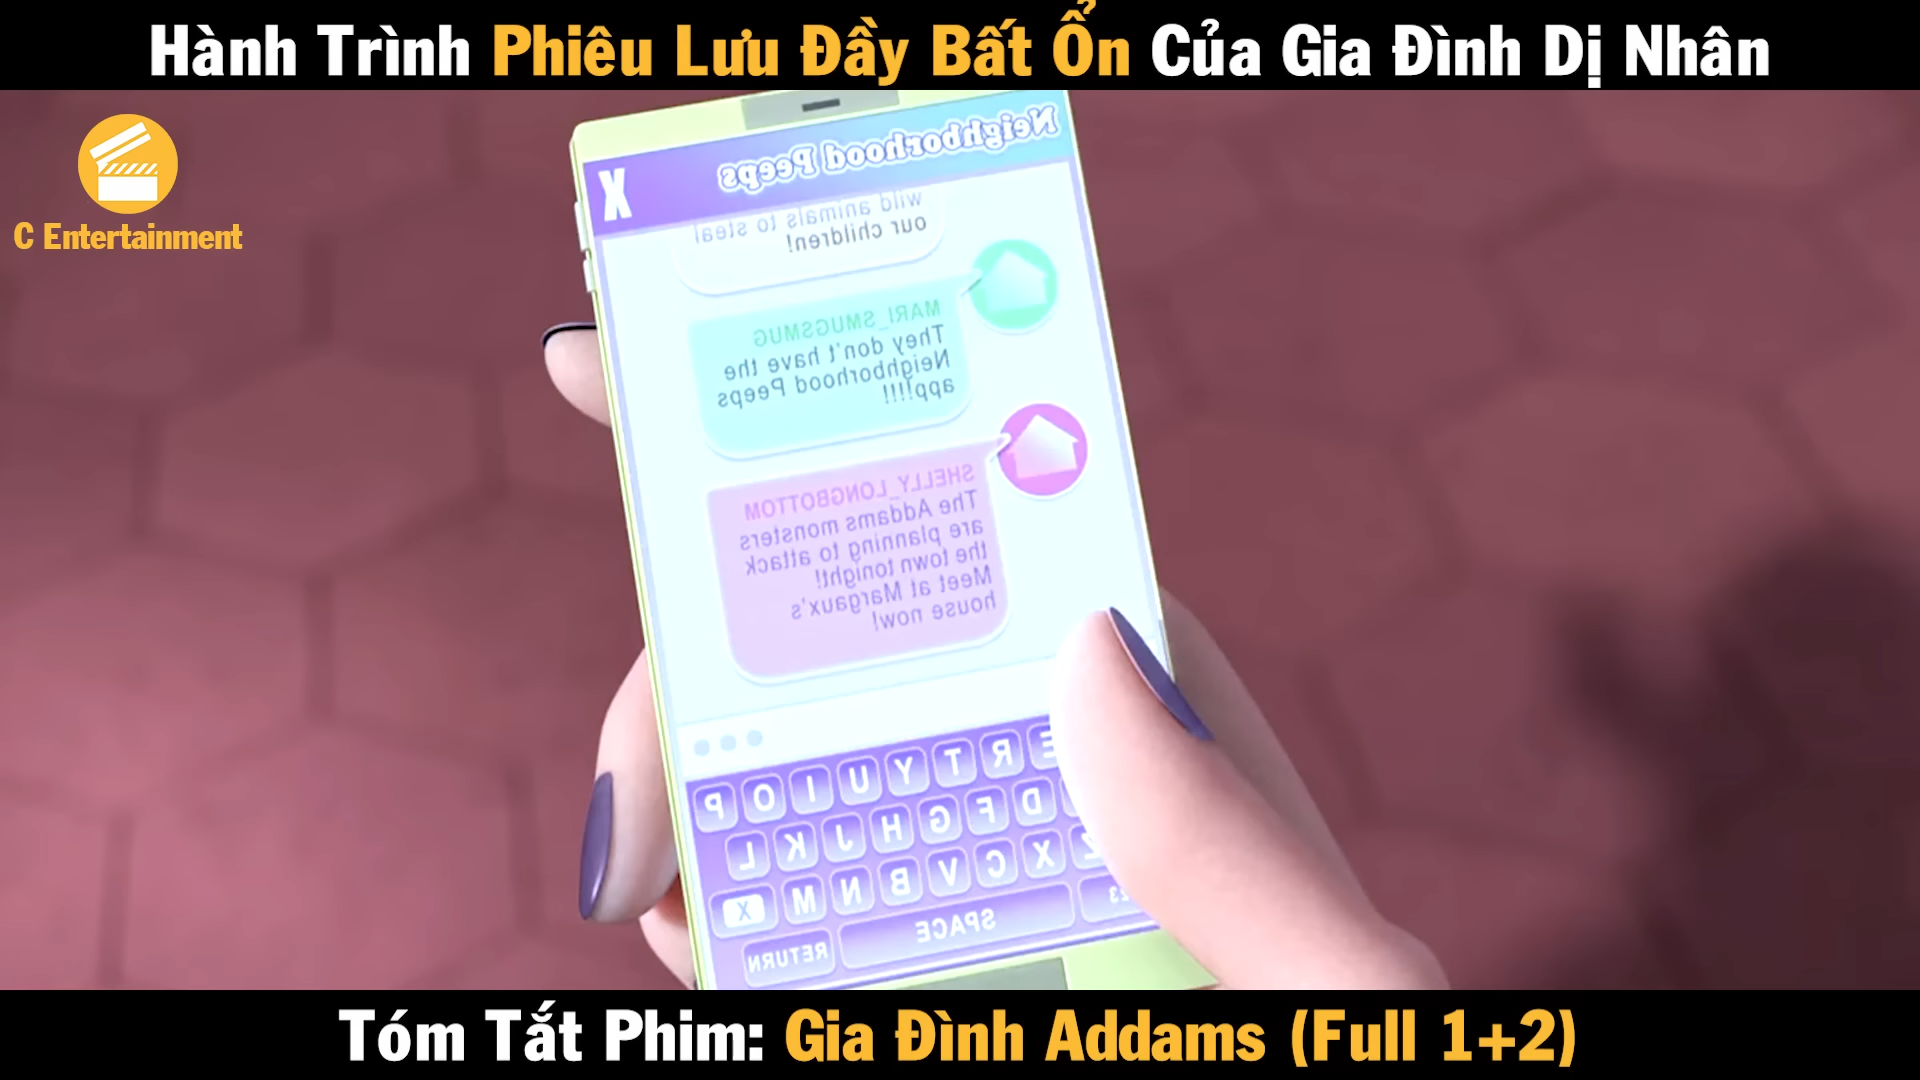 Hành Trình Phiêu Lưu Đầy Bất Ổn Của Gia Đình Dị Nhân
C Entertainment
X
Neighborhood Peeps
wild animals to steal
our children!
MARI_SMUGSMUG
They don't have the
Neighborhood Peeps
app!!!!
SHELLY_LONGBOTTOM
The Addams monsters
are planning to attack
the town tonight!
Meet at Margaux's
house now!
E R T Y U I O P
D F G H J K L
Z X C V B N M X
23 SPACE RETURN
Tóm Tắt Phim: Gia Đình Addams (Full 1+2)